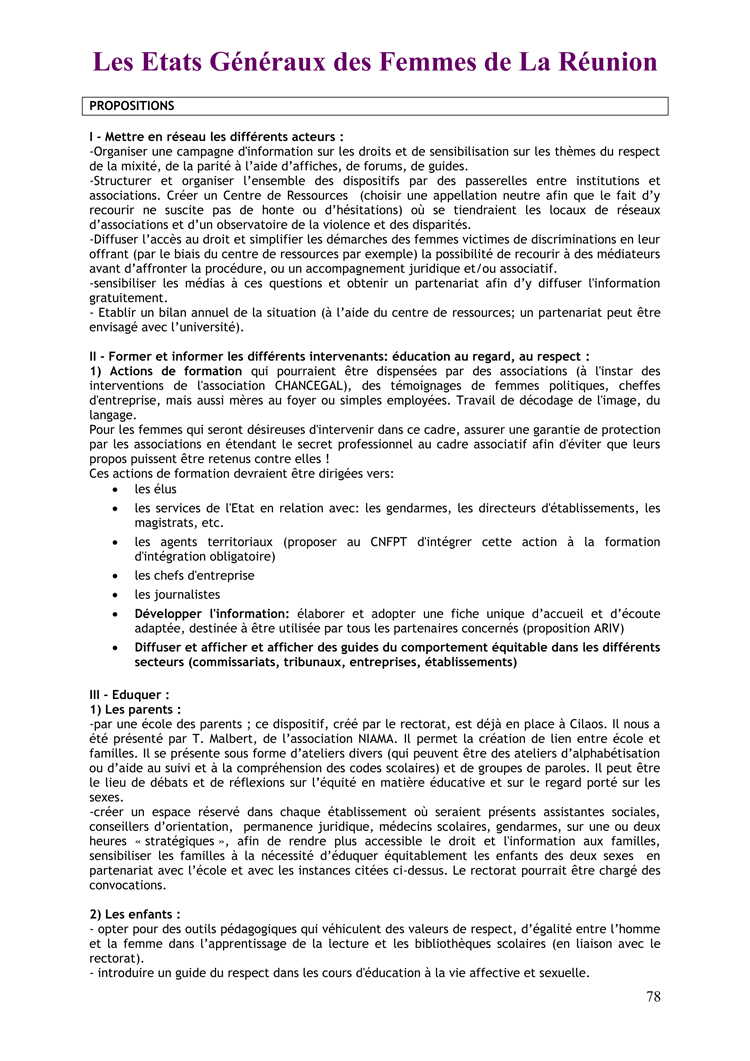 Les Etats Généraux des Femmes de La Réunion
PROPOSITIONS
I - Mettre en réseau les différents acteurs :
-Organiser une campagne d'information sur les droits et de sensibilisation sur les thèmes du respect
de la mixité, de la parité à l'aide d'affiches, de forums, de guides.
-Structurer et organiser l'ensemble des dispositifs par des passerelles entre institutions et
associations. Créer un Centre de Ressources (choisir une appellation neutre afin que le fait d'y
recourir ne suscite pas de honte ou d'hésitations) où se tiendraient les locaux de réseaux
d'associations et d'un observatoire de la violence et des disparités.
-Diffuser l'accès au droit et simplifier les démarches des femmes victimes de discriminations en leur
offrant (par le biais du centre de ressources par exemple) la possibilité de recourir à des médiateurs
avant d'affronter la procédure, ou un accompagnement juridique et/ou associatif.
-sensibiliser les médias à ces questions et obtenir un partenariat afin d'y diffuser l'information
gratuitement.
- Etablir un bilan annuel de la situation (à l'aide du centre de ressources; un partenariat peut être
envisagé avec l'université).
II - Former et informer les différents intervenants: éducation au regard, au respect :
1) Actions de formation qui pourraient être dispensées par des associations (à l'instar des
interventions de l'association CHANCEGAL), des témoignages de femmes politiques, cheffes
d'entreprise, mais aussi mères au foyer ou simples employées. Travail de décodage de l'image, du
langage.
Pour les femmes qui seront désireuses d'intervenir dans ce cadre, assurer une garantie de protection
par les associations en étendant le secret professionnel au cadre associatif afin d'éviter que leurs
propos puissent être retenus contre elles !
Ces actions de formation devraient être dirigées vers:
• les élus
• les services de l'Etat en relation avec: les gendarmes, les directeurs d'établissements, les
magistrats, etc.
• les agents territoriaux (proposer au CNFPT d'intégrer cette action à la formation
d'intégration obligatoire)
• les chefs d'entreprise
• les journalistes
• Développer l'information: élaborer et adopter une fiche unique d'accueil et d'écoute
adaptée, destinée à être utilisée par tous les partenaires concernés (proposition ARIV)
• Diffuser et afficher et afficher des guides du comportement équitable dans les différents
secteurs (commissariats, tribunaux, entreprises, établissements)
III - Eduquer :
1) Les parents :
-par une école des parents ; ce dispositif, créé par le rectorat, est déjà en place à Cilaos. Il nous a
été présenté par T. Malbert, de l'association NIAMA. Il permet la création de lien entre école et
familles. Il se présente sous forme d'ateliers divers (qui peuvent être des ateliers d'alphabétisation
ou d'aide au suivi et à la compréhension des codes scolaires) et de groupes de paroles. Il peut être
le lieu de débats et de réflexions sur l'équité en matière éducative et sur le regard porté sur les
sexes.
-créer un espace réservé dans chaque établissement où seraient présents assistantes sociales,
conseillers d'orientation, permanence juridique, médecins scolaires, gendarmes, sur une ou deux
heures « stratégiques », afin de rendre plus accessible le droit et l'information aux familles,
sensibiliser les familles à la nécessité d'éduquer équitablement les enfants des deux sexes en
partenariat avec l'école et avec les instances citées ci-dessus. Le rectorat pourrait être chargé des
convocations.
2) Les enfants :
- opter pour des outils pédagogiques qui véhiculent des valeurs de respect, d'égalité entre l'homme
et la femme dans l'apprentissage de la lecture et les bibliothèques scolaires (en liaison avec le
rectorat).
- introduire un guide du respect dans les cours d'éducation à la vie affective et sexuelle.
78